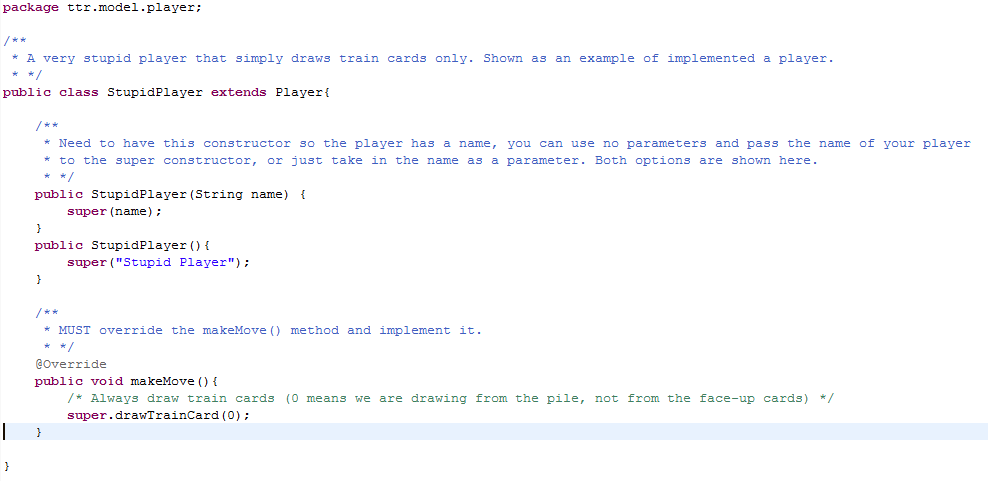 package ttr.model.player;
/**
 * A very stupid player that simply draws train cards only. Shown as an example of implemented a player.
 * */
public class StupidPlayer extends Player{
    /**
     * Need to have this constructor so the player has a name, you can use no parameters and pass the name of your player
     * to the super constructor, or just take in the name as a parameter. Both options are shown here.
     * */
    public StupidPlayer(String name) {
        super(name);
    }
    public StupidPlayer(){
        super("Stupid Player");
    }
    /**
     * MUST override the makeMove() method and implement it.
     * */
    @Override
    public void makeMove(){
        /* Always draw train cards (0 means we are drawing from the pile, not from the face-up cards) */
        super.drawTrainCard(0);
    }
}